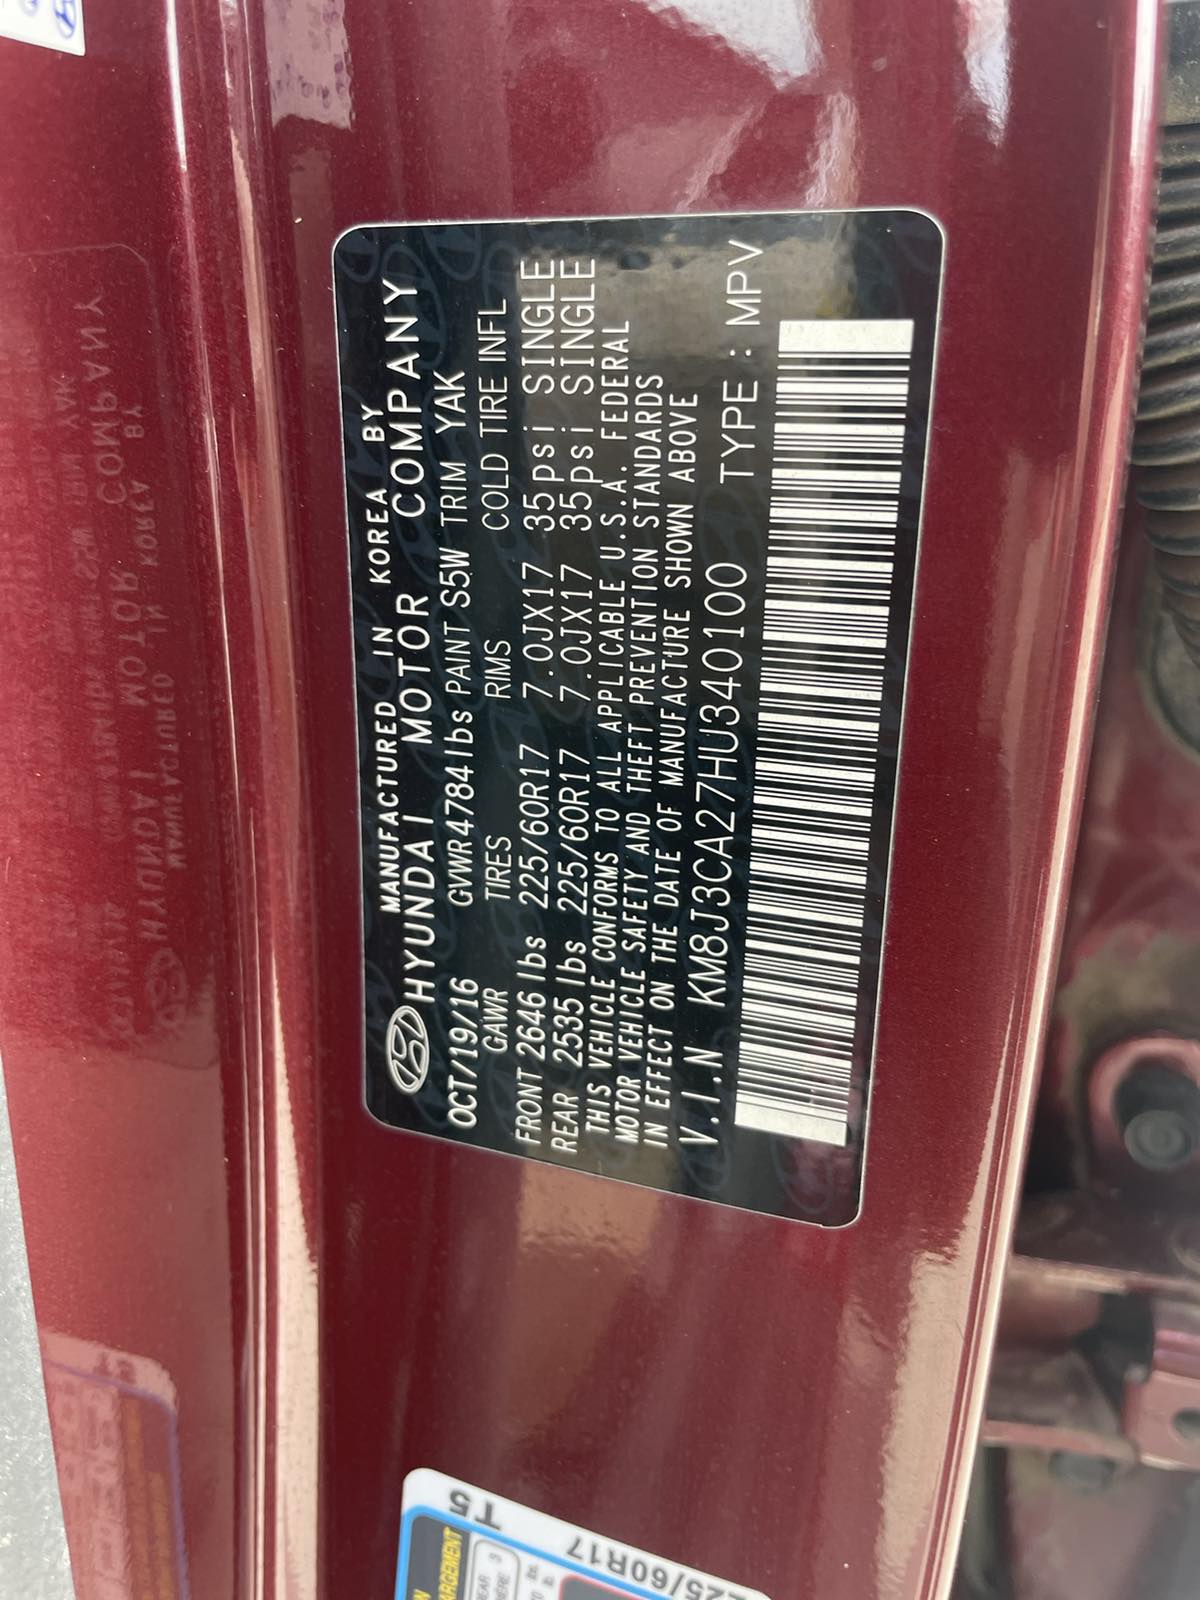 MANUFACTURED IN KOREA BY
HYUNDAI MOTOR COMPANY
OCT/19/16 GVWR4784lbs PAINT S5W TRIM YAK
GAWR TIRES RIMS COLD TIRE INFL
FRONT 2646 lbs 225/60R17 7.0JX17 35psi SINGLE
REAR 2535 lbs 225/60R17 7.0JX17 35psi SINGLE
THIS VEHICLE CONFORMS TO ALL APPLICABLE U.S.A. FEDERAL
MOTOR VEHICLE SAFETY AND THEFT PREVENTION STANDARDS
IN EFFECT ON THE DATE OF MANUFACTURE SHOWN ABOVE
V.I.N KM8J3CA27HU340100 TYPE : MPV
T5
225/60R17